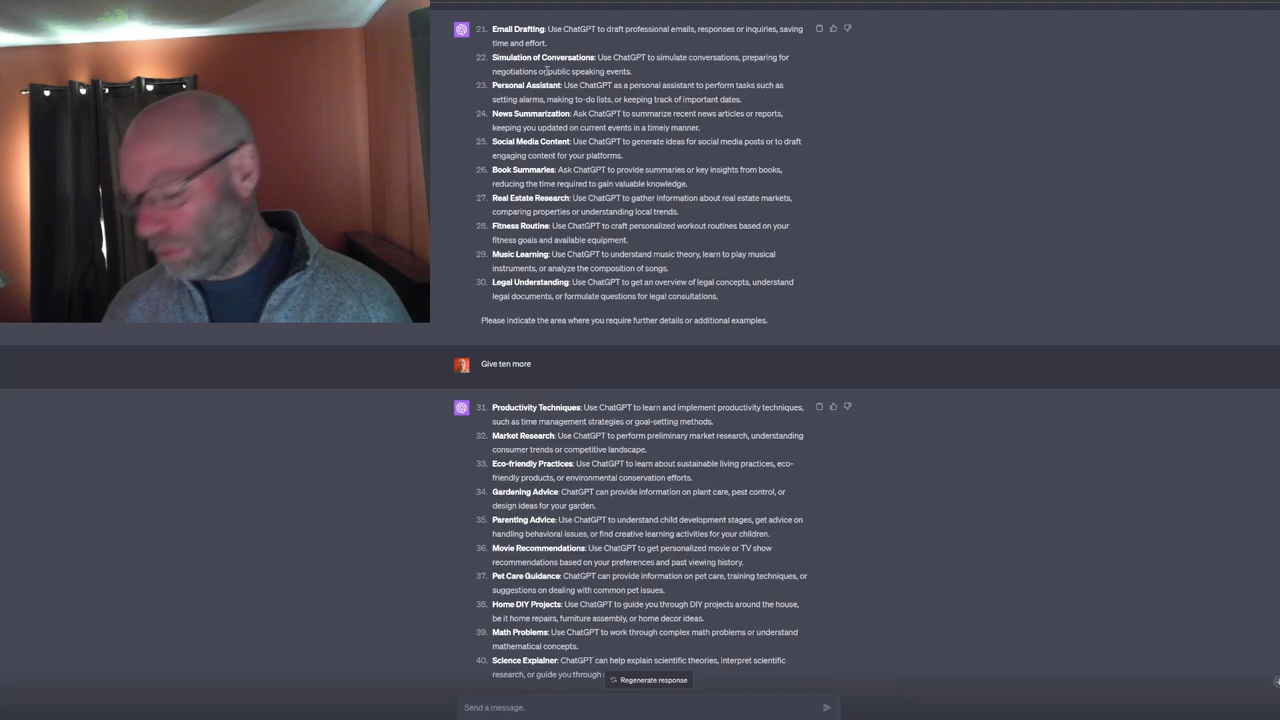 21. Email Drafting: Use ChatGPT to draft professional emails, responses or inquiries, saving
time and effort.
22. Simulation of Conversations: Use ChatGPT to simulate conversations, preparing for
negotiations or public speaking events.
23. Personal Assistant: Use ChatGPT as a personal assistant to perform tasks such as
setting alarms, making to-do lists, or keeping track of important dates.
24. News Summarization: Ask ChatGPT to summarize recent news articles or reports,
keeping you updated on current events in a timely manner.
25. Social Media Content: Use ChatGPT to generate ideas for social media posts or to draft
engaging content for your platforms.
26. Book Summaries: Ask ChatGPT to provide summaries or key insights from books,
reducing the time required to gain valuable knowledge.
27. Real Estate Research: Use ChatGPT to gather information about real estate markets,
comparing properties or understanding local trends.
28. Fitness Routine: Use ChatGPT to craft personalized workout routines based on your
fitness goals and available equipment.
29. Music Learning: Use ChatGPT to understand music theory, learn to play musical
instruments, or analyze the composition of songs.
30. Legal Understanding: Use ChatGPT to get an overview of legal concepts, understand
legal documents, or formulate questions for legal consultations.
Please indicate the area where you require further details or additional examples.
Give ten more
31. Productivity Techniques: Use ChatGPT to learn and implement productivity techniques,
such as time management strategies or goal-setting methods.
32. Market Research: Use ChatGPT to perform preliminary market research, understanding
consumer trends or competitive landscape.
33. Eco-friendly Practices: Use ChatGPT to learn about sustainable living practices, eco-
friendly products, or environmental conservation efforts.
34. Gardening Advice: ChatGPT can provide information on plant care, pest control, or
design ideas for your garden.
35. Parenting Advice: Use ChatGPT to understand child development stages, get advice on
handling behavioral issues, or find creative learning activities for your children.
36. Movie Recommendations: Use ChatGPT to get personalized movie or TV show
recommendations based on your preferences and past viewing history.
37. Pet Care Guidance: ChatGPT can provide information on pet care, training techniques, or
suggestions on dealing with common pet issues.
38. Home DIY Projects: Use ChatGPT to guide you through DIY projects around the house,
be it home repairs, furniture assembly, or home decor ideas.
39. Math Problems: Use ChatGPT to work through complex math problems or understand
mathematical concepts.
40. Science Explainer: ChatGPT can help explain scientific theories, interpret scientific
research, or guide you through
Regenerate response
Send a message.